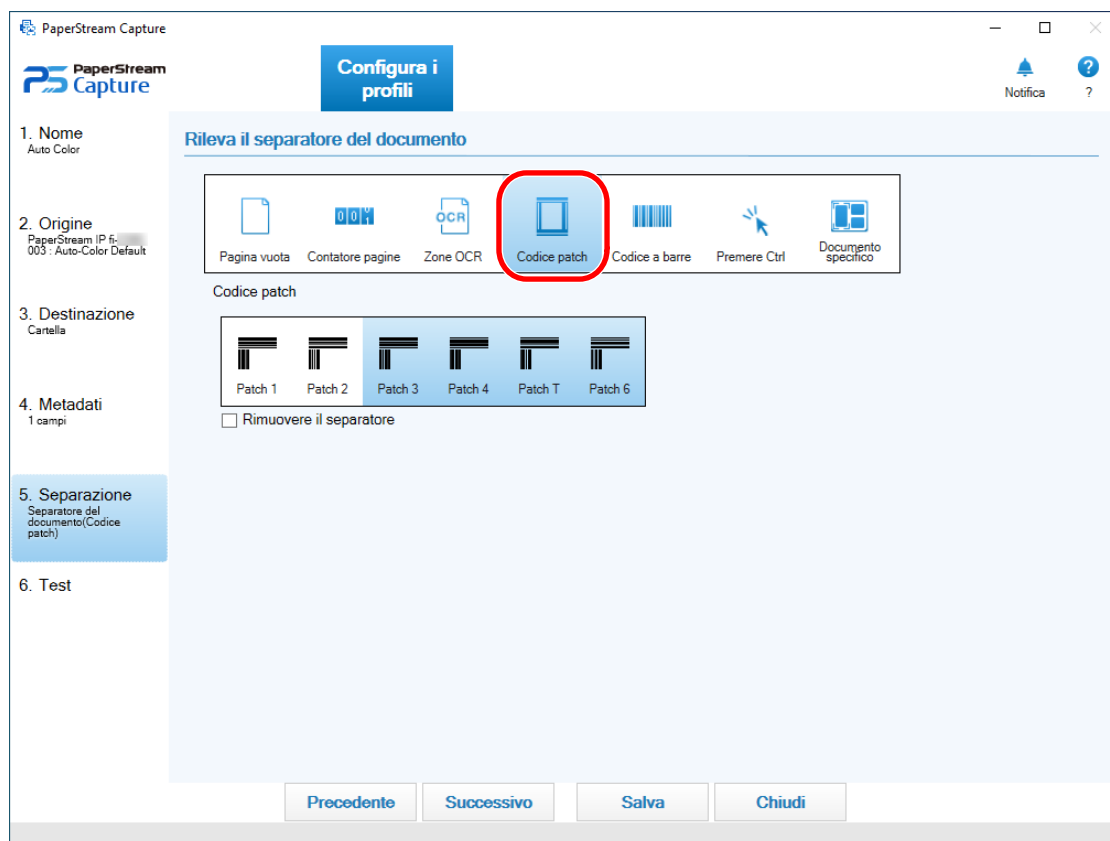 PaperStream Capture
PaperStream
Capture
Configura i
profili
Notifica
?
1. Nome
Auto Color
2. Origine
PaperStream IP fi-
003 : Auto-Color Default
3. Destinazione
Cartella
4. Metadati
1 campi
5. Separazione
Separatore del
documento(Codice
patch)
6. Test
Rileva il separatore del documento
Pagina vuota
Contatore pagine
OCR
Zone OCR
Codice patch
Codice a barre
Premere Ctrl
Documento
specifico
Codice patch
Patch 1
Patch 2
Patch 3
Patch 4
Patch T
Patch 6
Rimuovere il separatore
Precedente
Successivo
Salva
Chiudi